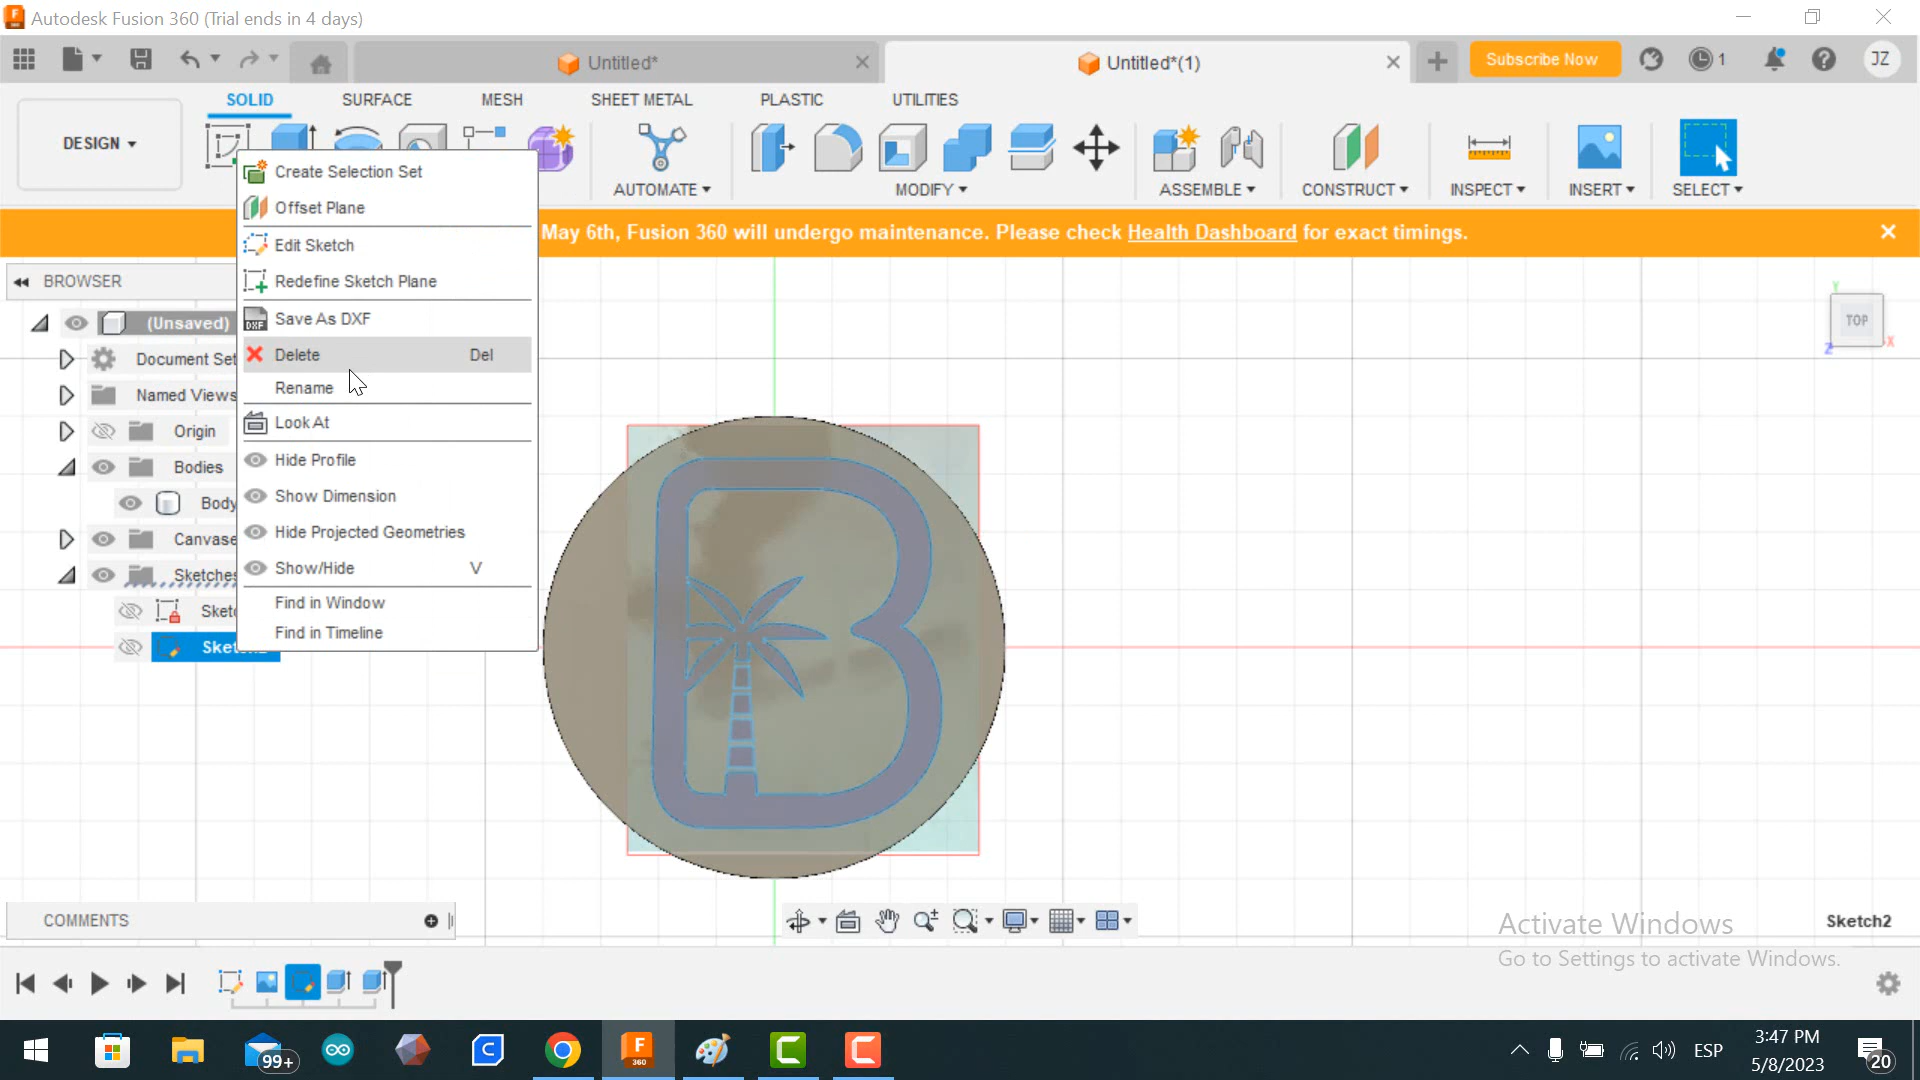 Autodesk Fusion 360 (Trial ends in 4 days)
Untitled*
Untitled*(1)
Subscribe Now
1
JZ
DESIGN
SOLID
SURFACE
MESH
SHEET METAL
PLASTIC
UTILITIES
AUTOMATE
MODIFY
ASSEMBLE
CONSTRUCT
INSPECT
INSERT
SELECT
May 6th, Fusion 360 will undergo maintenance. Please check Health Dashboard for exact timings.
Create Selection Set
Offset Plane
Edit Sketch
Redefine Sketch Plane
DXF Save As DXF
Delete Del
Rename
Look At
Hide Profile
Show Dimension
Hide Projected Geometries
Show/Hide V
Find in Window
Find in Timeline
BROWSER
(Unsaved)
Document Set
Named Views
Origin
Bodies
Body
Canvase
Sketches
Sketc
Sketch2
Y
TOP
X
Z
B
COMMENTS
Activate Windows
Go to Settings to activate Windows.
Sketch2
99+
F
360
ESP
3:47 PM
5/8/2023
20